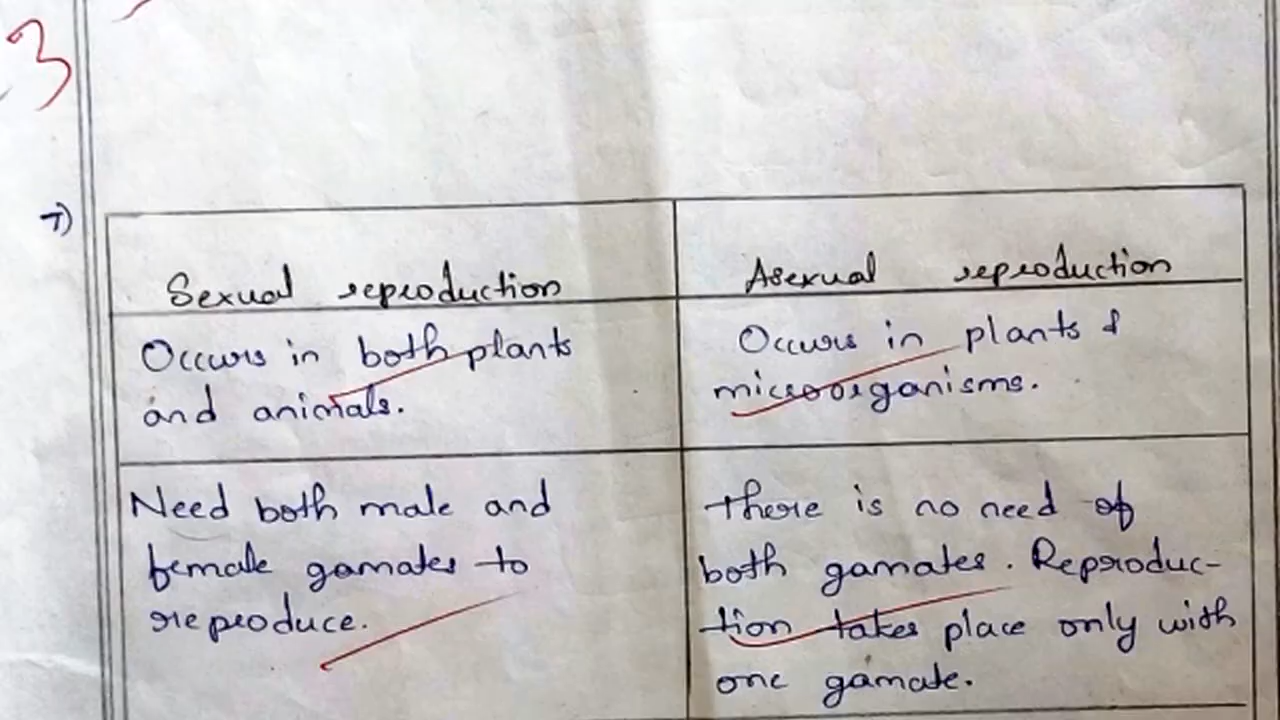 3
7)
Sexual reproduction
Asexual reproduction
Occurs in both plants
and animals.
Occurs in plants &
microorganisms.
Need both male and
female gamates to
reproduce.
There is no need of
both gamates. Reproduc-
tion takes place only with
one gamate.